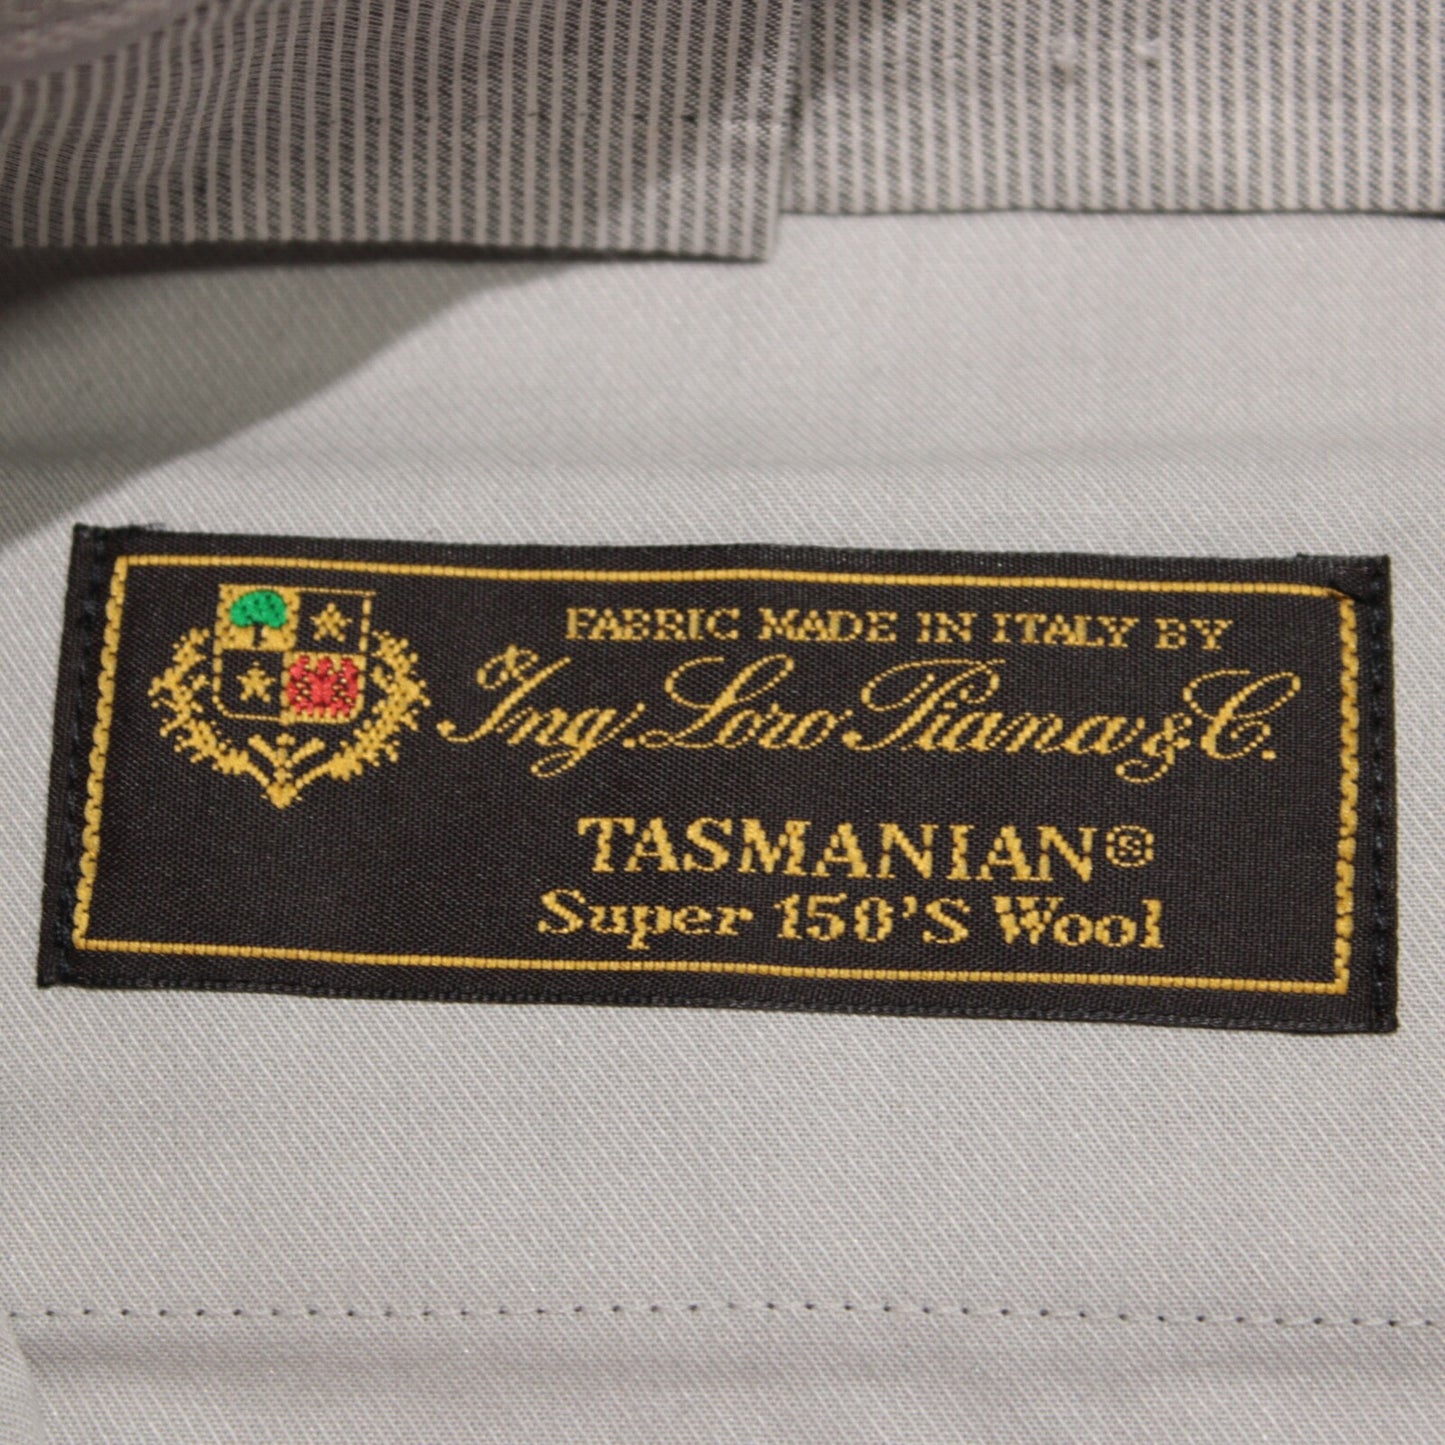 FABRIC MADE IN ITALY BY
Ing. Loro Piana & C.
TASMANIAN®
Super 150'S Wool